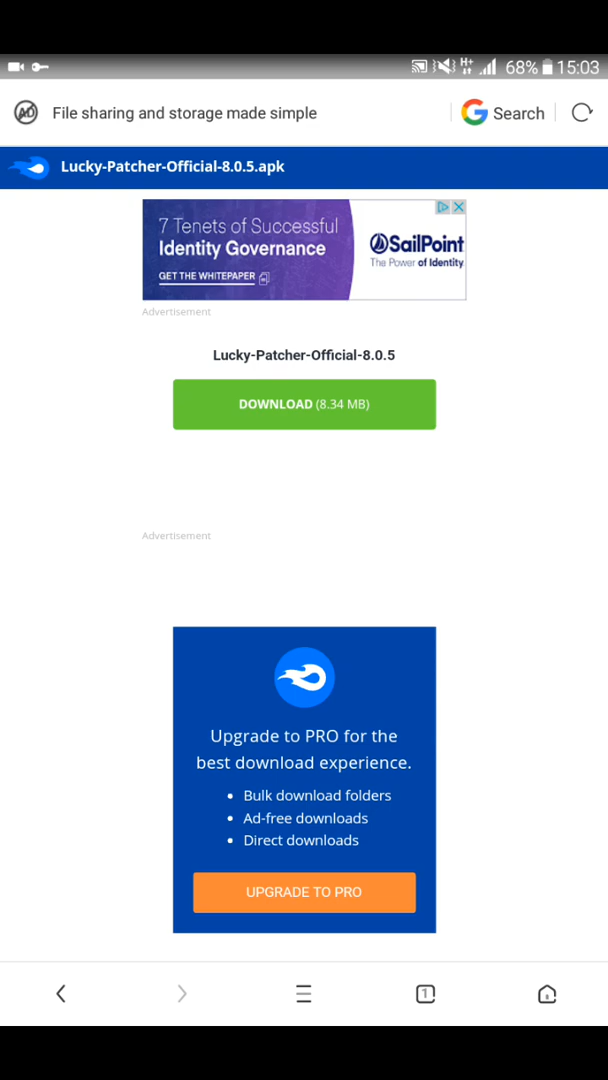 68% 15:03
File sharing and storage made simple
Search
Lucky-Patcher-Official-8.0.5.apk
7 Tenets of Successful
Identity Governance
GET THE WHITEPAPER
SailPoint
The Power of Identity
Advertisement
Lucky-Patcher-Official-8.0.5
DOWNLOAD (8.34 MB)
Advertisement
Upgrade to PRO for the
best download experience.
• Bulk download folders
• Ad-free downloads
• Direct downloads
UPGRADE TO PRO
1